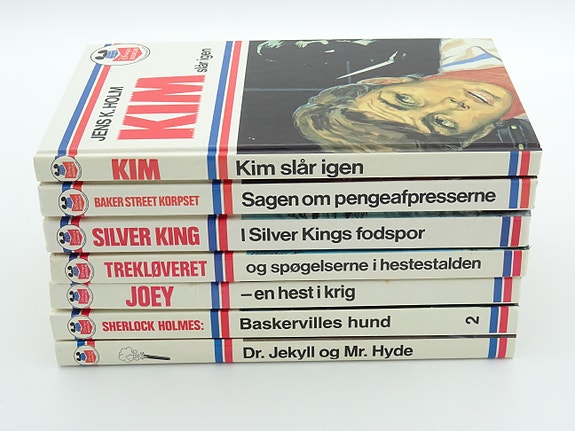 JENS K. HOLM
KIM
slår igen
KIM Kim slår igen
BAKER STREET KORPSET Sagen om pengeafpresserne
SILVER KING I Silver Kings fodspor
TREKLØVERET og spøgelserne i hestestalden
JOEY – en hest i krig
SHERLOCK HOLMES: Baskervilles hund 2
Dr. Jekyll og Mr. Hyde